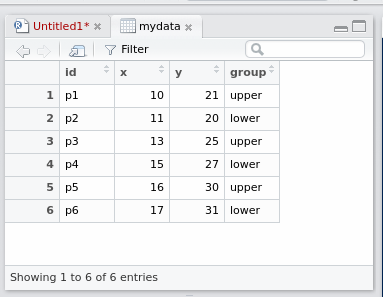 Untitled1* mydata
Filter
id x y group
1 p1 10 21 upper
2 p2 11 20 lower
3 p3 13 25 upper
4 p4 15 27 lower
5 p5 16 30 upper
6 p6 17 31 lower
Showing 1 to 6 of 6 entries